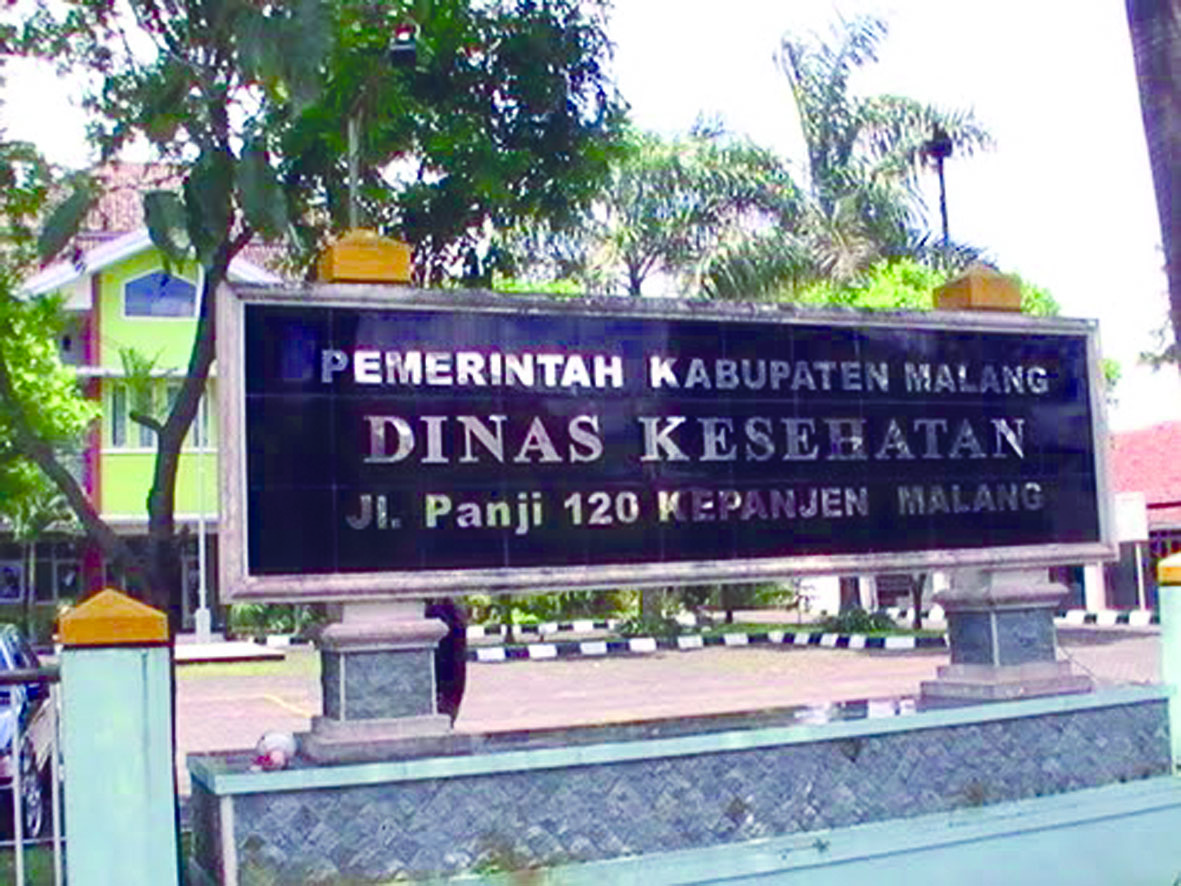 PEMERINTAH KABUPATEN MALANG
DINAS KESEHATAN
Jl. Panji 120 KEPANJEN MALANG